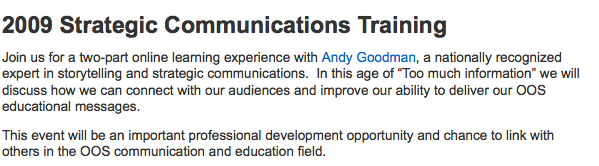 2009 Strategic Communications Training
Join us for a two-part online learning experience with Andy Goodman, a nationally recognized
expert in storytelling and strategic communications.  In this age of “Too much information” we will
discuss how we can connect with our audiences and improve our ability to deliver our OOS
educational messages.
This event will be an important professional development opportunity and chance to link with
others in the OOS communication and education field.